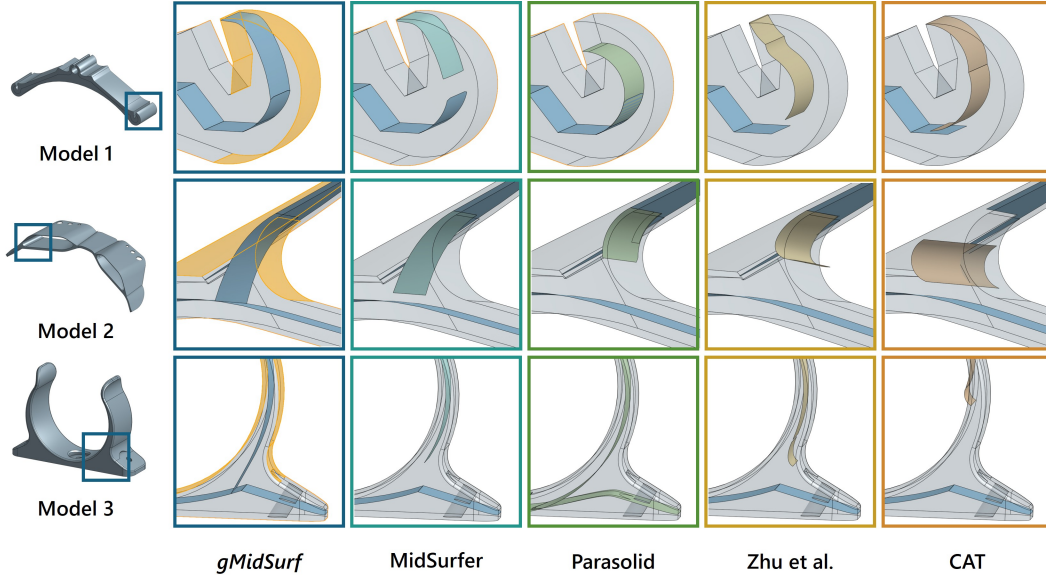 Model 1
Model 2
Model 3
gMidSurf
MidSurfer
Parasolid
Zhu et al.
CAT